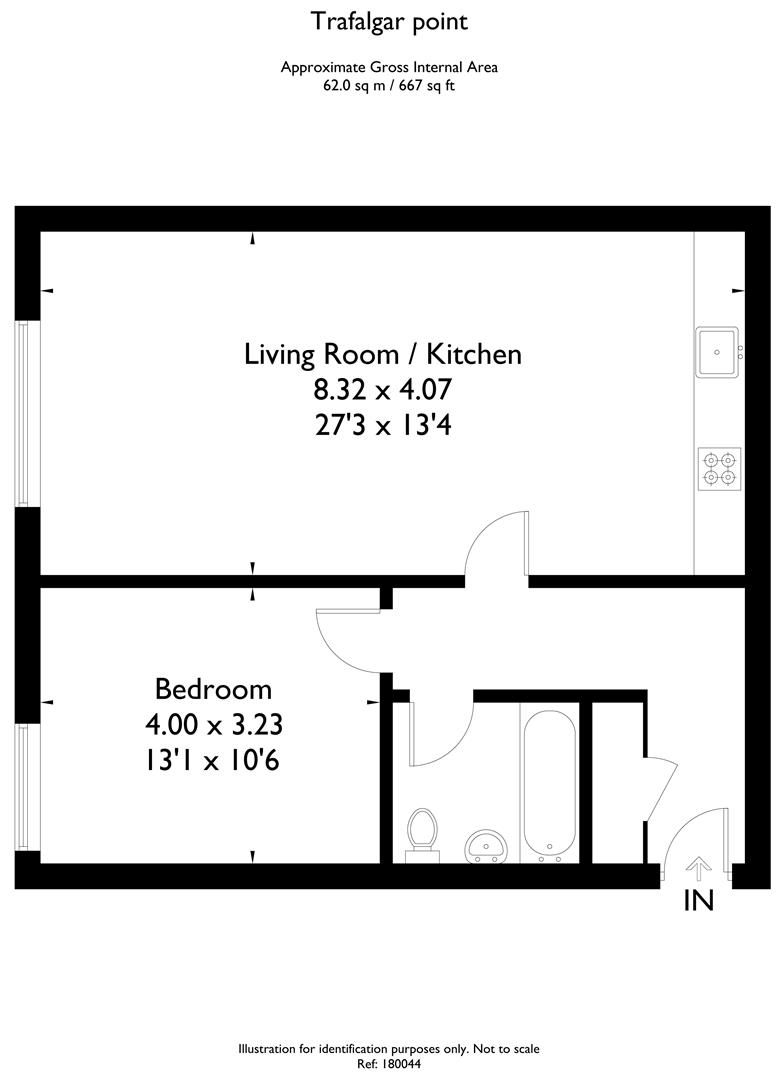 Trafalgar point
Approximate Gross Internal Area
62.0 sq m / 667 sq ft
Living Room / Kitchen
8.32 x 4.07
27'3 x 13'4
Bedroom
4.00 x 3.23
13'1 x 10'6
IN
Illustration for identification purposes only. Not to scale
Ref: 180044